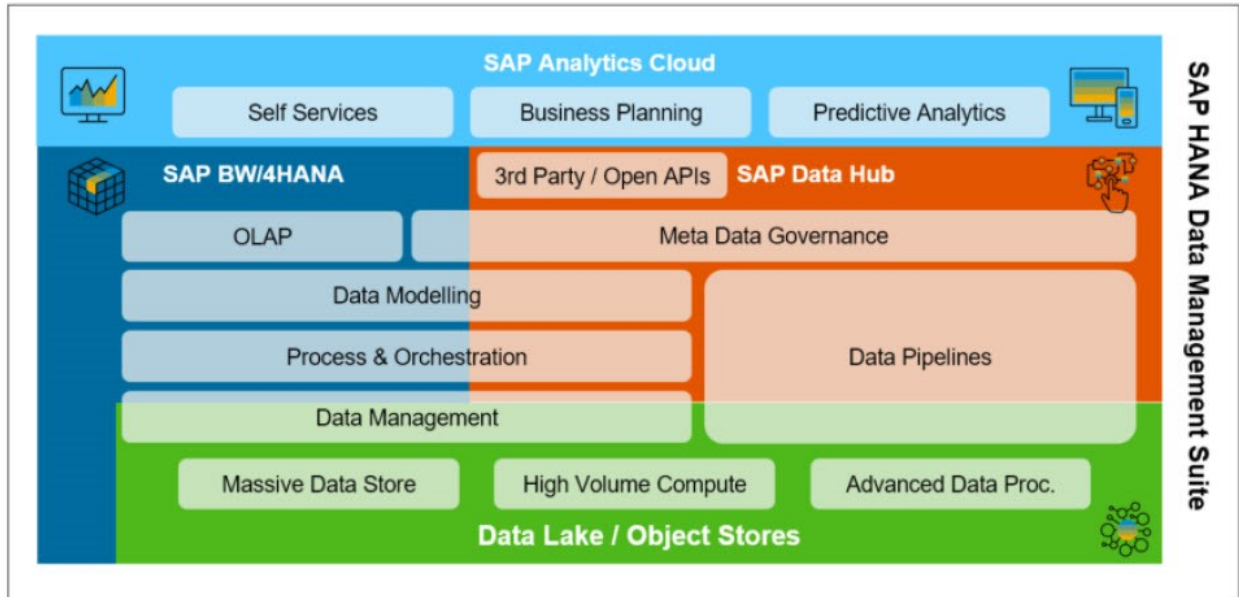 SAP Analytics Cloud
Self Services
Business Planning
Predictive Analytics
SAP BW/4HANA
3rd Party / Open APIs
SAP Data Hub
OLAP
Meta Data Governance
Data Modelling
Process & Orchestration
Data Pipelines
Data Management
Massive Data Store
High Volume Compute
Advanced Data Proc.
Data Lake / Object Stores
SAP HANA Data Management Suite